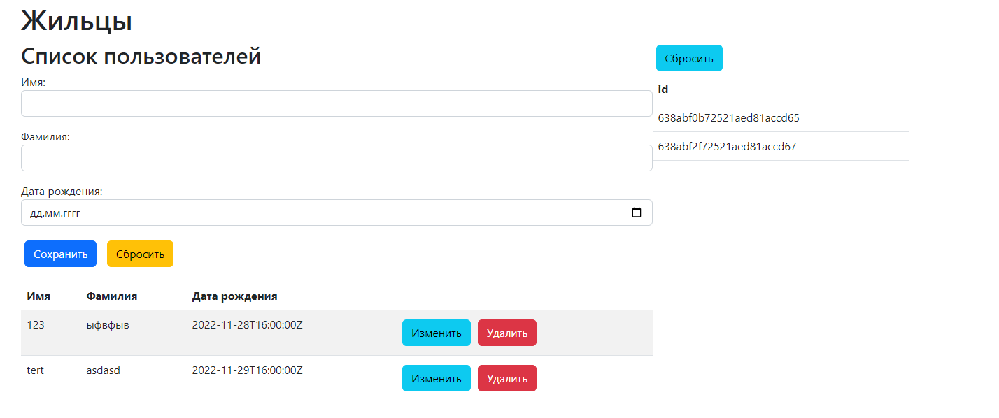 Жильцы
Список пользователей
Имя:
Фамилия:
Дата рождения:
дд.мм.гггг
Сохранить Сбросить
Имя Фамилия Дата рождения
123 ыфвфыв 2022-11-28T16:00:00Z Изменить Удалить
tert asdasd 2022-11-29T16:00:00Z Изменить Удалить
Сбросить
id
638abf0b72521aed81accd65
638abf2f72521aed81accd67